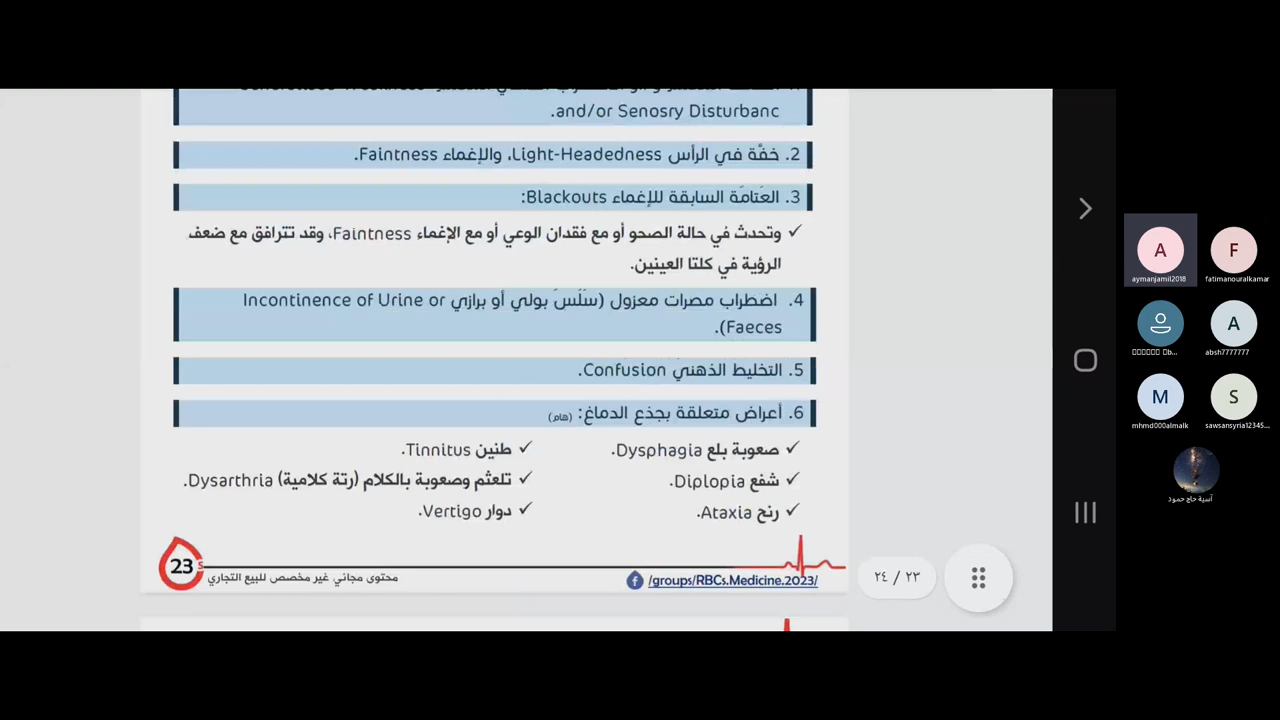 and/or Senosry Disturbanc.
2. خفَّة في الرأس Light-Headedness، والإغماء Faintness.
3. العَتامَة السابقة للإغماء Blackouts:
✓ وتحدث في حالة الصحو أو مع فقدان الوعي أو مع الإغماء Faintness، وقد تترافق مع ضعف
الرؤية في كلتا العينين.
4. اضطراب مصرات معزول (سَلَسَ بولي أو برازي Incontinence of Urine or
Faeces).
5. التخليط الذهني Confusion.
6. أعراض متعلقة بجذع الدماغ: (هام)
✓ صعوبة بلع Dysphagia.
✓ طنين Tinnitus.
✓ شفع Diplopia.
✓ تلعثم وصعوبة بالكلام (رتة كلامية) Dysarthria.
✓ رنح Ataxia.
✓ دوار Vertigo.
/groups/RBCs.Medicine.2023/
محتوى مجاني غير مخصص للبيع التجاري
23
٢٣ / ٢٤
A
F
aymanjamil2018
fatimanouralkamar
A
absh7777777
M
S
mhmd000almalk
sawsansyria12345...
آسية حاج حمود